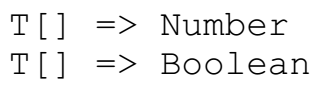 T[] => Number
T[] => Boolean